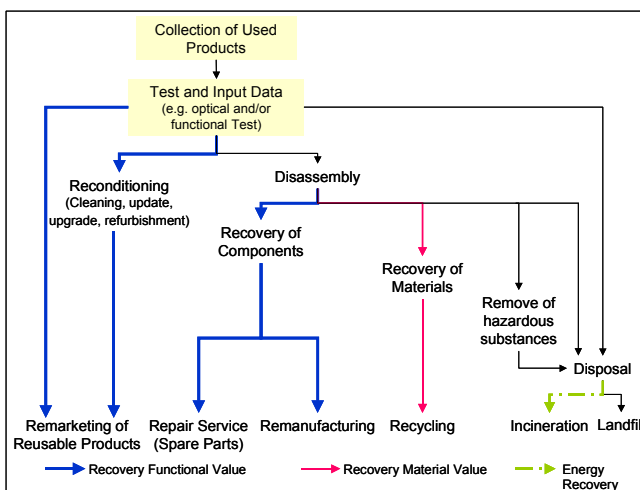 Collection of Used
Products
Test and Input Data
(e.g. optical and/or
functional Test)
Reconditioning
(Cleaning, update,
upgrade, refurbishment)
Disassembly
Recovery of
Components
Recovery of
Materials
Remove of
hazardous
substances
Disposal
Remarketing of
Reusable Products
Repair Service
(Spare Parts)
Remanufacturing
Recycling
Incineration
Landfil
Recovery Functional Value
Recovery Material Value
Energy
Recovery